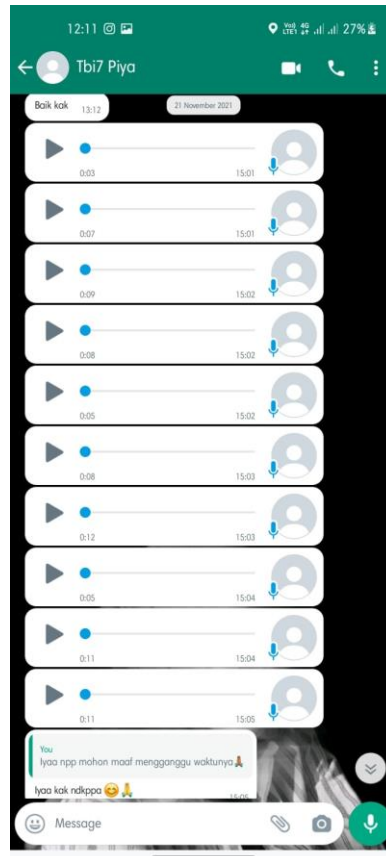 12:11
27%
Tbi7 Piya
Baik kak 13:12
21 November 2021
0:03 15:01
0:07 15:01
0:09 15:02
0:08 15:02
0:05 15:02
0:08 15:03
0:12 15:03
0:05 15:04
0:11 15:04
0:11 15:05
You
Iyaa npp mohon maaf mengganggu waktunya🙏
Iyaa kak ndkppa 😊🙏 15:05
Message